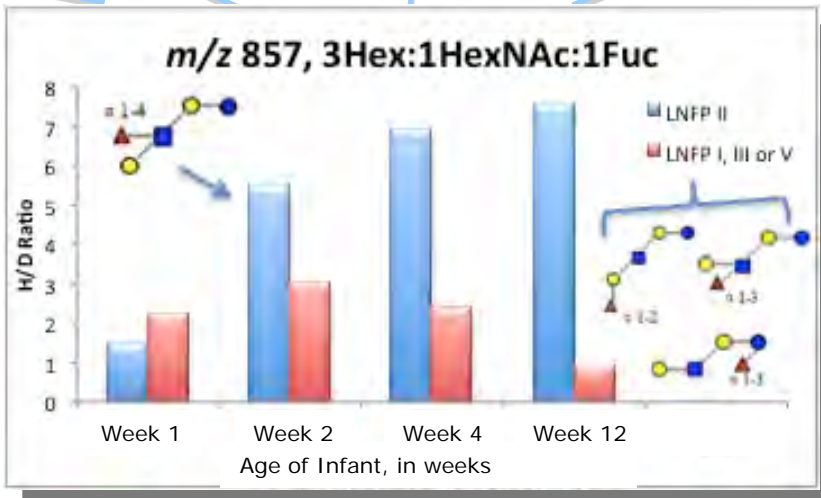 m/z 857, 3Hex:1HexNAc:1Fuc
8
7
6
5
4
3
2
1
0
H/D Ratio
α 1-4
LNFP II
LNFP I, III or V
α 1-2
α 1-3
α 1-3
Week 1 Week 2 Week 4 Week 12
Age of Infant, in weeks